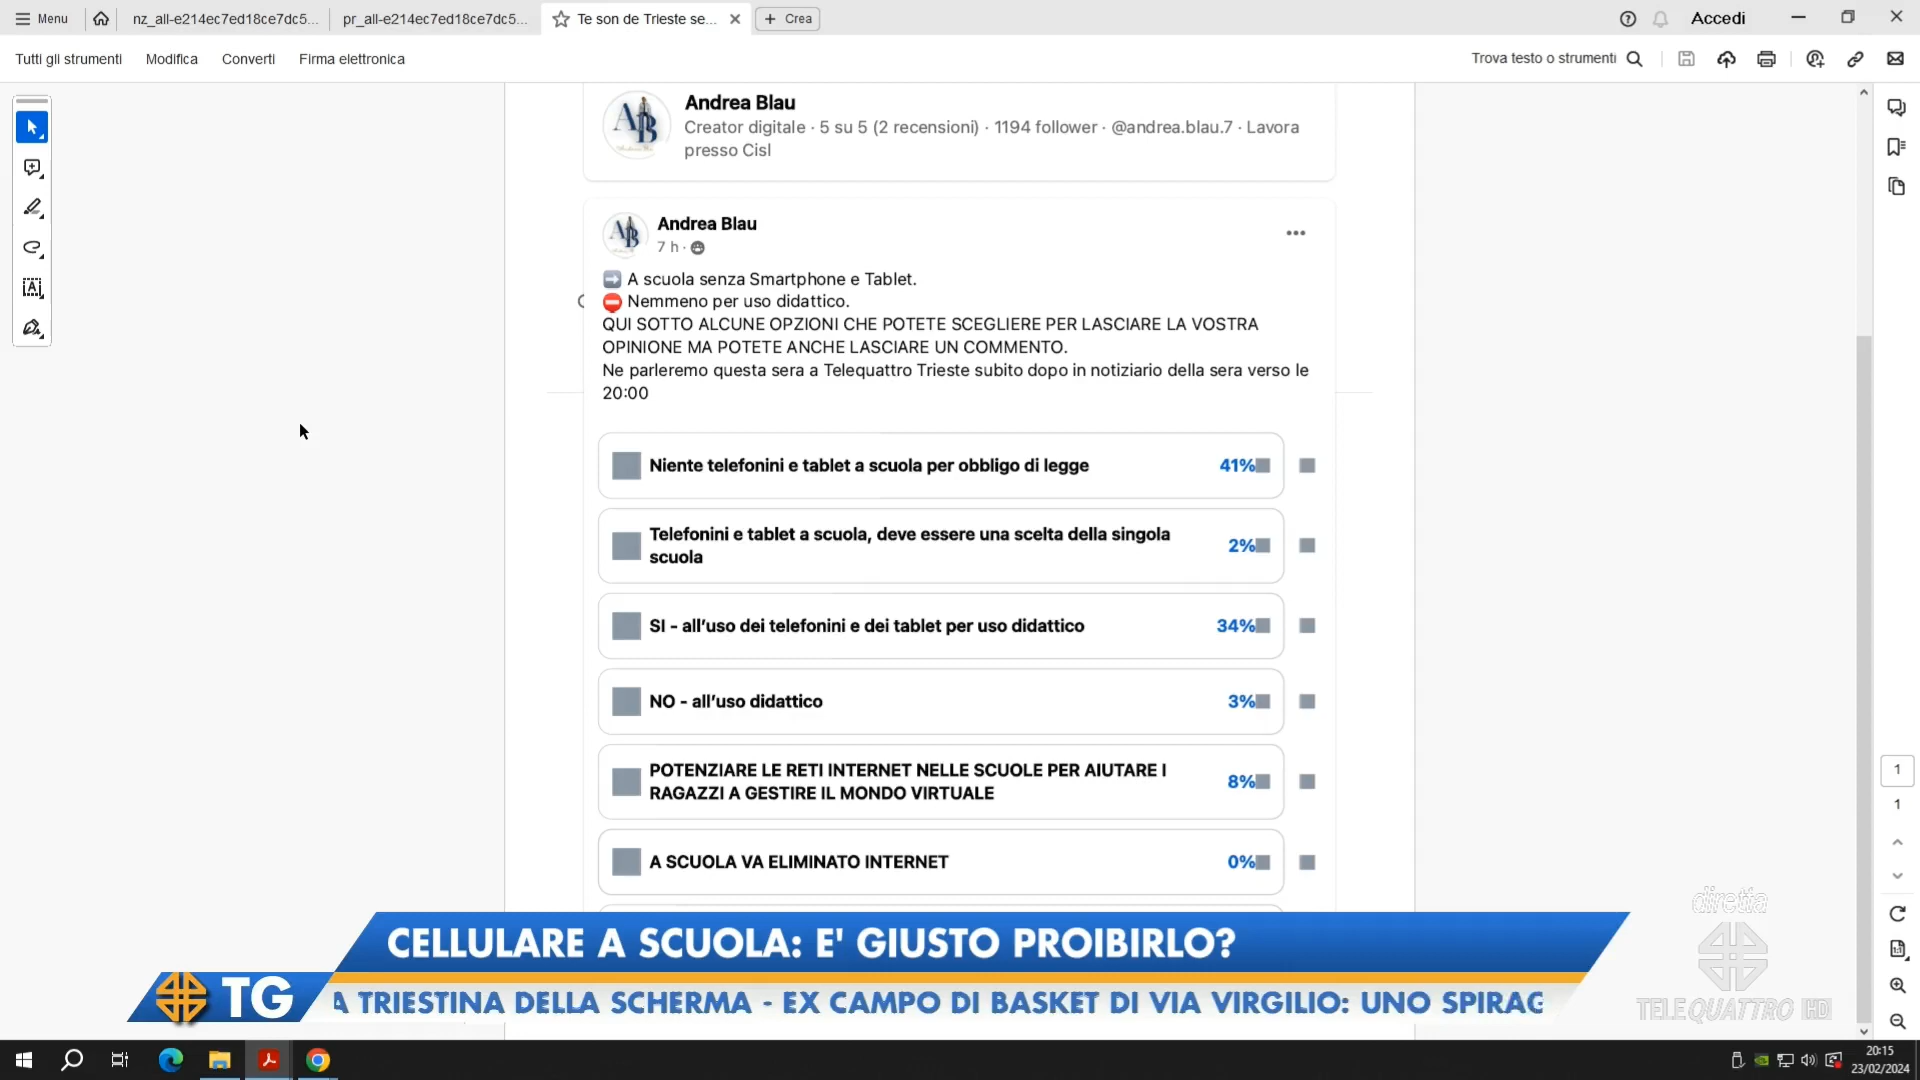 Menu
nz_all-e214ec7ed18ce7dc5...
pr_all-e214ec7ed18ce7dc5...
Te son de Trieste se...
Crea
Accedi
Tutti gli strumenti
Modifica
Converti
Firma elettronica
Trova testo o strumenti
Andrea Blau
Creator digitale · 5 su 5 (2 recensioni) · 1194 follower · @andrea.blau.7 · Lavora
presso Cisl
Andrea Blau
7 h ·
A scuola senza Smartphone e Tablet.
Nemmeno per uso didattico.
QUI SOTTO ALCUNE OPZIONI CHE POTETE SCEGLIERE PER LASCIARE LA VOSTRA
OPINIONE MA POTETE ANCHE LASCIARE UN COMMENTO.
Ne parleremo questa sera a Telequattro Trieste subito dopo in notiziario della sera verso le
20:00
Niente telefonini e tablet a scuola per obbligo di legge 41%
Telefonini e tablet a scuola, deve essere una scelta della singola
scuola 2%
SI - all'uso dei telefonini e dei tablet per uso didattico 34%
NO - all'uso didattico 3%
POTENZIARE LE RETI INTERNET NELLE SCUOLE PER AIUTARE I
RAGAZZI A GESTIRE IL MONDO VIRTUALE 8%
A SCUOLA VA ELIMINATO INTERNET 0%
1
1
diretta
CELLULARE A SCUOLA: E' GIUSTO PROIBIRLO?
TG
A TRIESTINA DELLA SCHERMA - EX CAMPO DI BASKET DI VIA VIRGILIO: UNO SPIRAG
TELEQUATTRO HD
20:15
23/02/2024